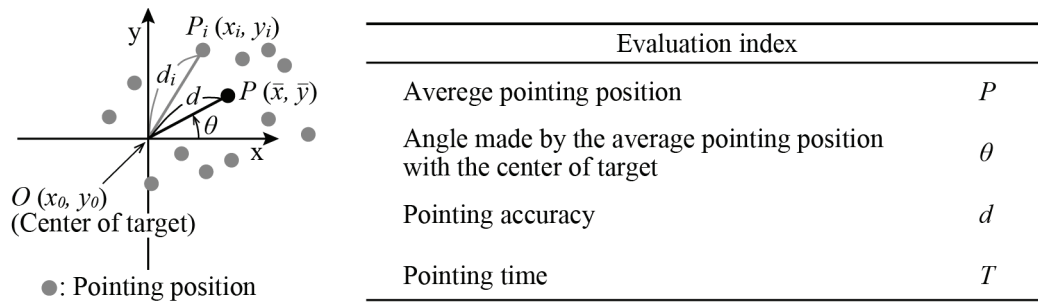 y
Pᵢ (xᵢ, yᵢ)
dᵢ
d
P (x̄, ȳ)
θ
x
O (x₀, y₀)
(Center of target)
: Pointing position
Evaluation index
Averege pointing position P
Angle made by the average pointing position
with the center of target θ
Pointing accuracy d
Pointing time T